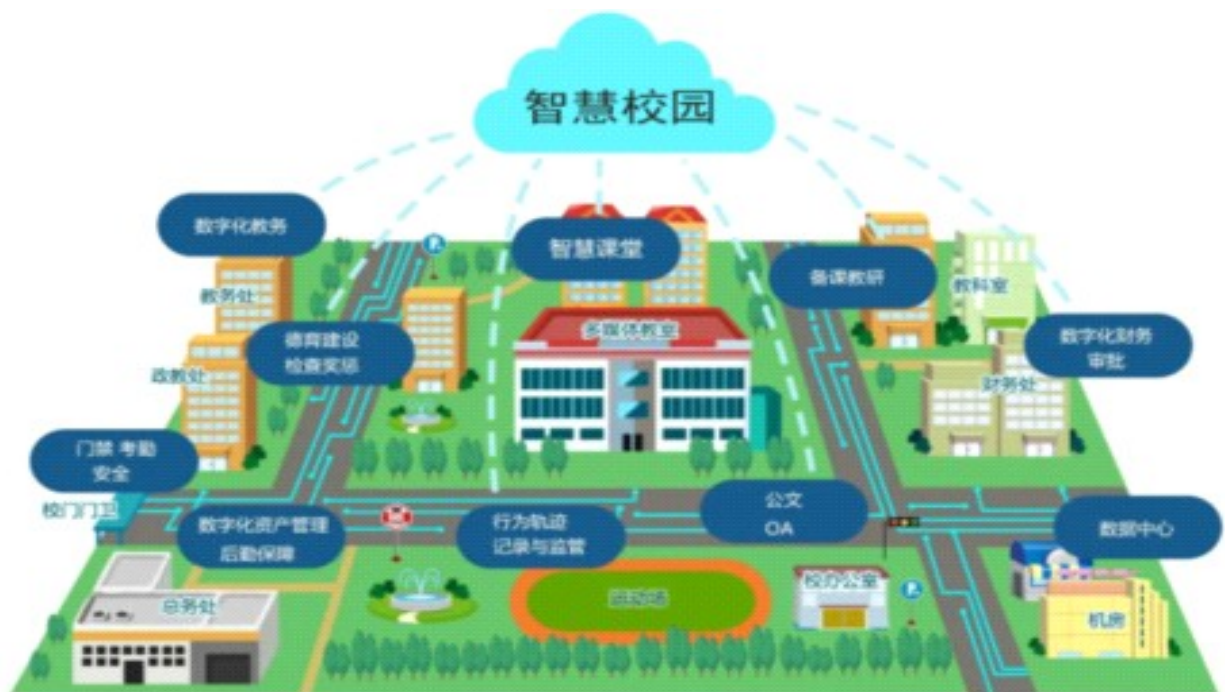 智慧校园
数字化教务
智慧课堂
备课教研
教务处
教科室
德育建设
检查奖惩
多媒体教室
数字化财务
审批
政教处
财务处
门禁 考勤
安全
校门门卫
数字化资产管理
后勤保障
行为轨迹
记录与监管
公文
OA
数据中心
总务处
运动场
校办公室
机房